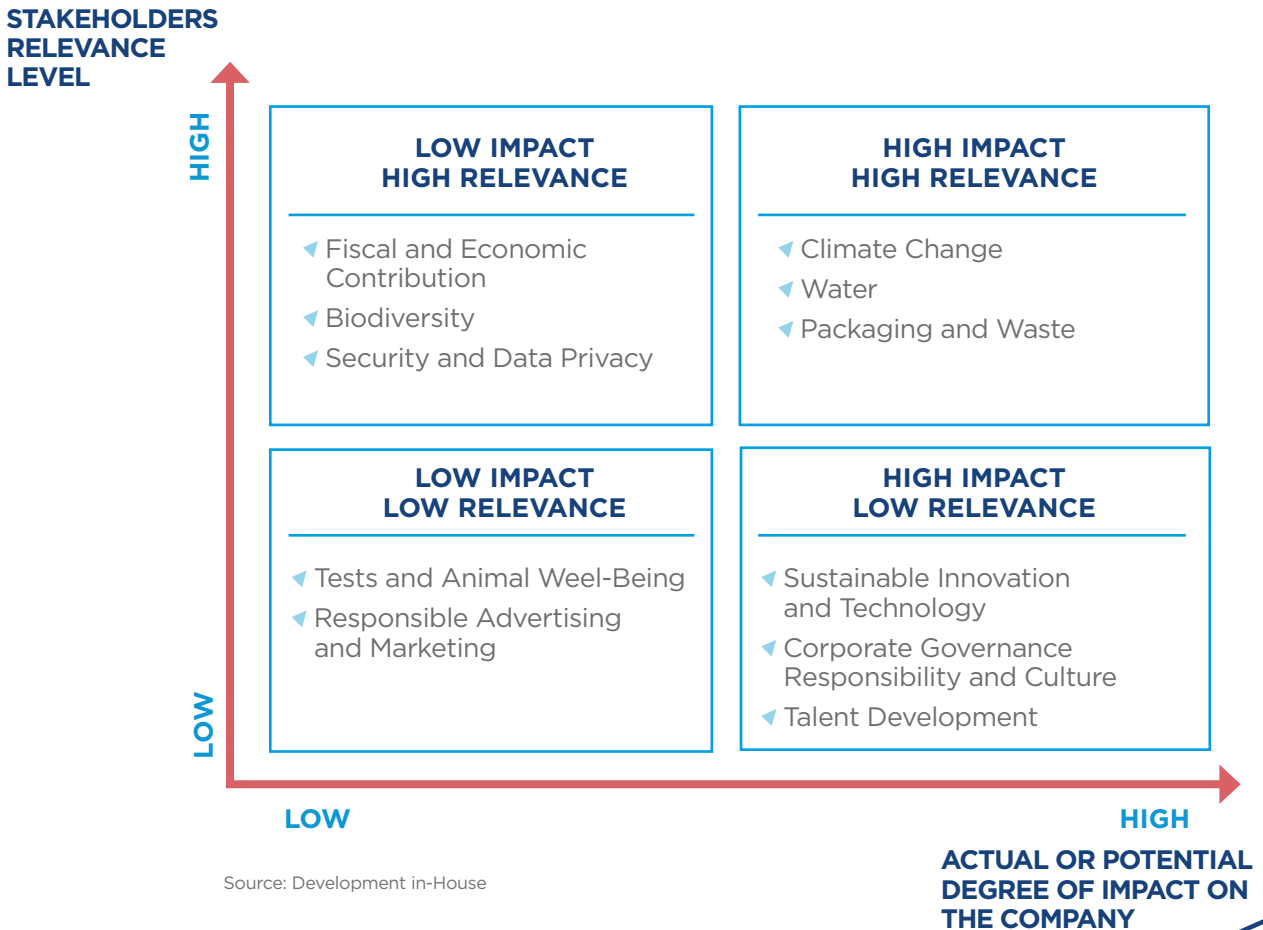 STAKEHOLDERS
RELEVANCE
LEVEL
HIGH
LOW IMPACT
HIGH RELEVANCE
Fiscal and Economic
Contribution
Biodiversity
Security and Data Privacy
HIGH IMPACT
HIGH RELEVANCE
Climate Change
Water
Packaging and Waste
LOW IMPACT
LOW RELEVANCE
Tests and Animal Weel-Being
Responsible Advertising
and Marketing
HIGH IMPACT
LOW RELEVANCE
Sustainable Innovation
and Technology
Corporate Governance
Responsibility and Culture
Talent Development
LOW
LOW
HIGH
ACTUAL OR POTENTIAL
DEGREE OF IMPACT ON
THE COMPANY
Source: Development in-House